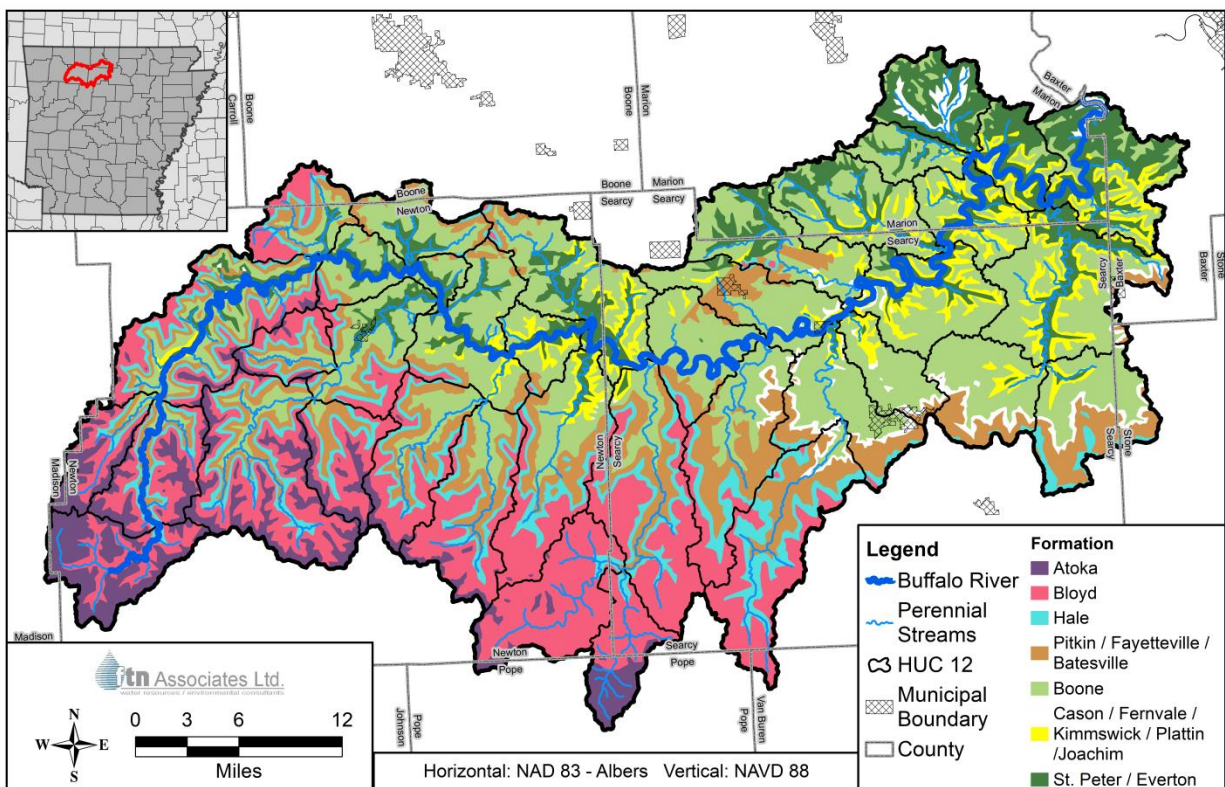 Boone
Carroll
Marion
Boone
Baxter
Marion
Boone
Newton
Boone
Searcy
Marion
Searcy
Marion
Searcy
Searcy
Baxter
Stone
Baxter
Newton
Madison
Newton
Searcy
Searcy
Stone
Madison
Newton
Pope
Searcy
Pope
Johnson
Pope
Van Buren
Pope
ftn Associates Ltd.
water resources / environmental consultants
N
W E
S
0 3 6 12
Miles
Horizontal: NAD 83 - Albers Vertical: NAVD 88
Legend
Buffalo River
Perennial
Streams
HUC 12
Municipal
Boundary
County
Formation
Atoka
Bloyd
Hale
Pitkin / Fayetteville /
Batesville
Boone
Cason / Fernvale /
Kimmswick / Plattin
/Joachim
St. Peter / Everton